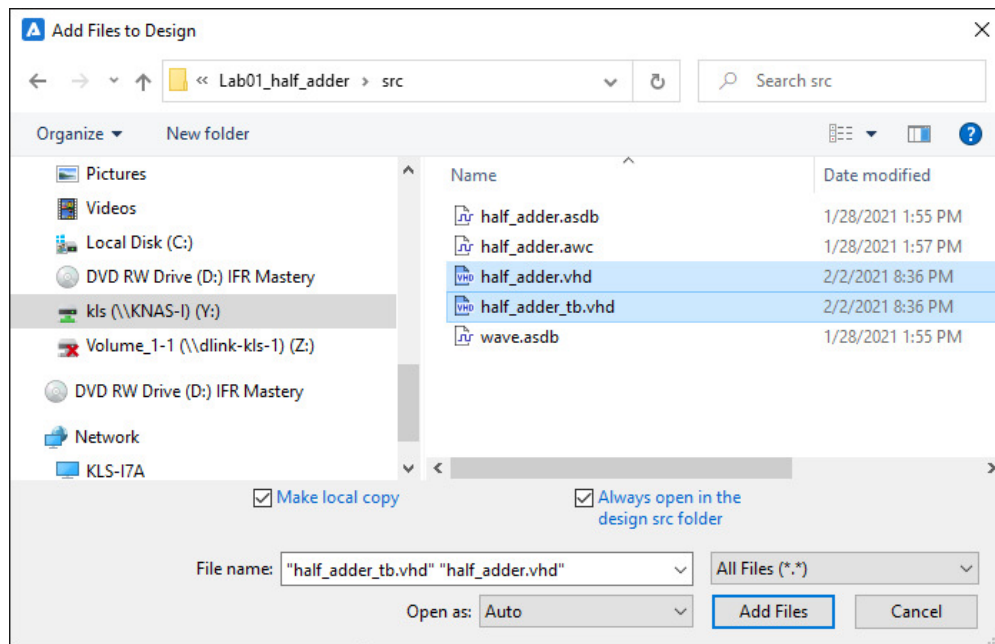 Add Files to Design
« Lab01_half_adder > src
Search src
Organize
New folder
Pictures
Videos
Local Disk (C:)
DVD RW Drive (D:) IFR Mastery
kls (\\KNAS-I) (Y:)
Volume_1-1 (\\dlink-kls-1) (Z:)
DVD RW Drive (D:) IFR Mastery
Network
KLS-I7A
Name Date modified
half_adder.asdb 1/28/2021 1:55 PM
half_adder.awc 1/28/2021 1:57 PM
VHD half_adder.vhd 2/2/2021 8:36 PM
VHD half_adder_tb.vhd 2/2/2021 8:36 PM
wave.asdb 1/28/2021 1:55 PM
Make local copy
Always open in the
design src folder
File name: "half_adder_tb.vhd" "half_adder.vhd" All Files (*.*)
Open as: Auto Add Files Cancel